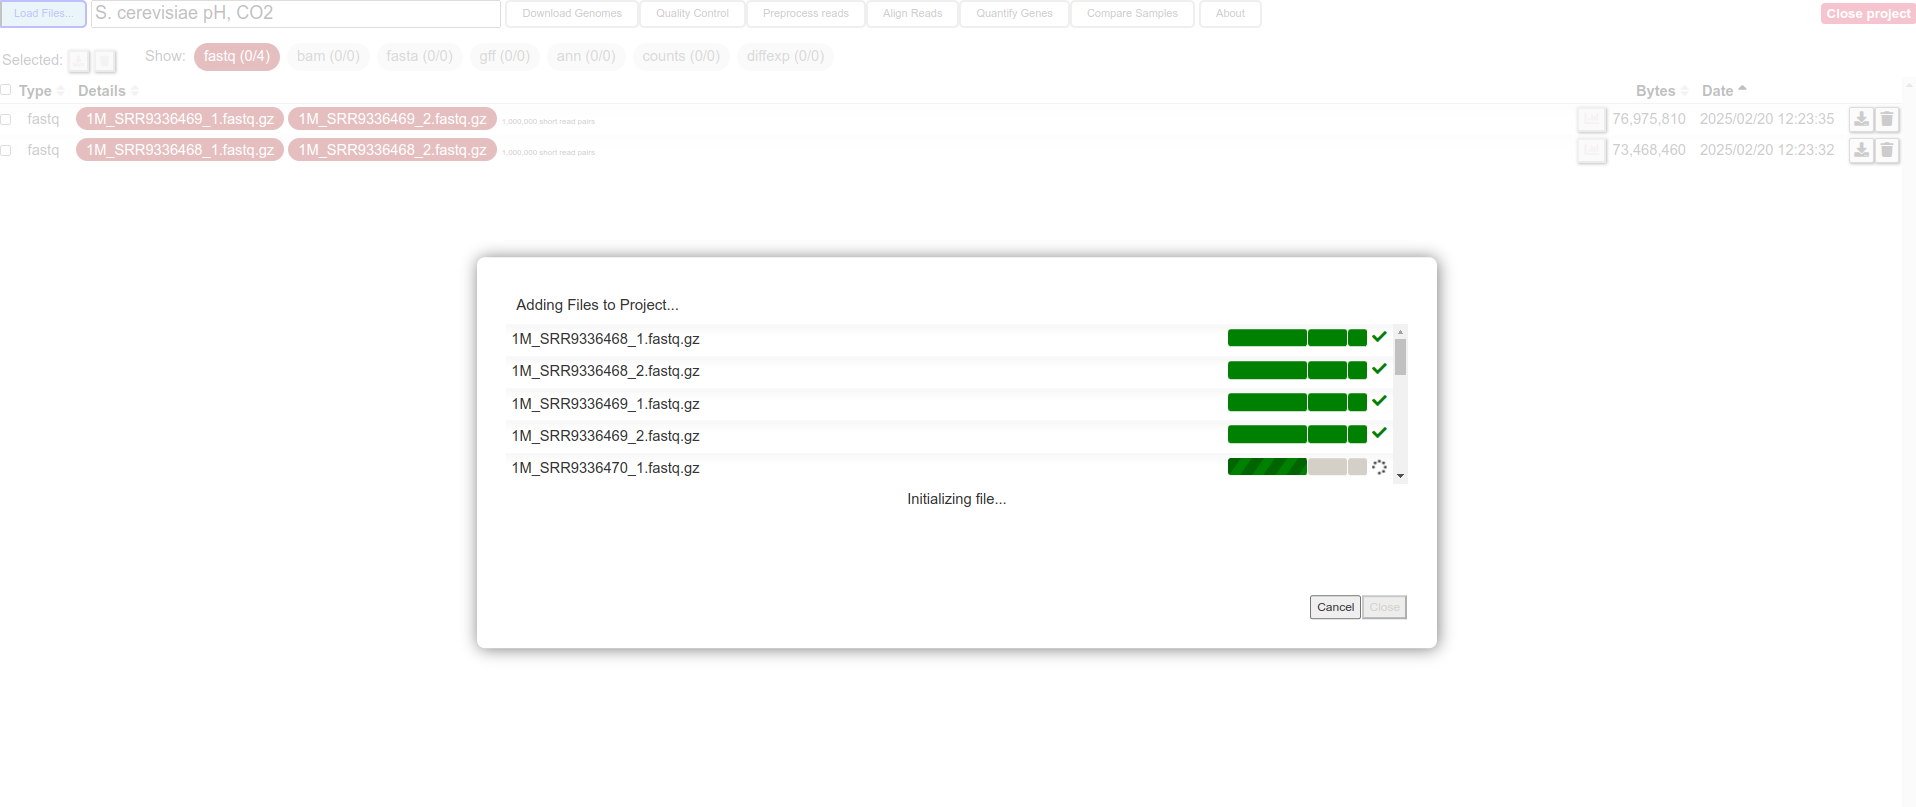 Load Files... S. cerevisiae pH, CO2 Download Genomes Quality Control Preprocess reads Align Reads Quantify Genes Compare Samples About Close project
Selected: Show: fastq (0/4) bam (0/0) fasta (0/0) gff (0/0) ann (0/0) counts (0/0) diffexp (0/0)
Type Details Bytes Date
fastq 1M_SRR9336469_1.fastq.gz 1M_SRR9336469_2.fastq.gz 1,000,000 short read pairs 76,975,810 2025/02/20 12:23:35
fastq 1M_SRR9336468_1.fastq.gz 1M_SRR9336468_2.fastq.gz 1,000,000 short read pairs 73,468,460 2025/02/20 12:23:32
Adding Files to Project...
1M_SRR9336468_1.fastq.gz
1M_SRR9336468_2.fastq.gz
1M_SRR9336469_1.fastq.gz
1M_SRR9336469_2.fastq.gz
1M_SRR9336470_1.fastq.gz
Initializing file...
Cancel Close